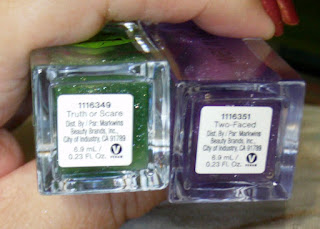 1116349
Truth or Scare
Dist. By / Par: Markwins
Beauty Brands, Inc.,
City of Industry, CA 91789
6.9 mL /
0.23 Fl. Oz.
V
VEGAN
1116351
Two-Faced
Dist. By / Par: Markwins
Beauty Brands, Inc.,
City of Industry, CA 91789
6.9 mL /
0.23 Fl. Oz.
V
VEGAN